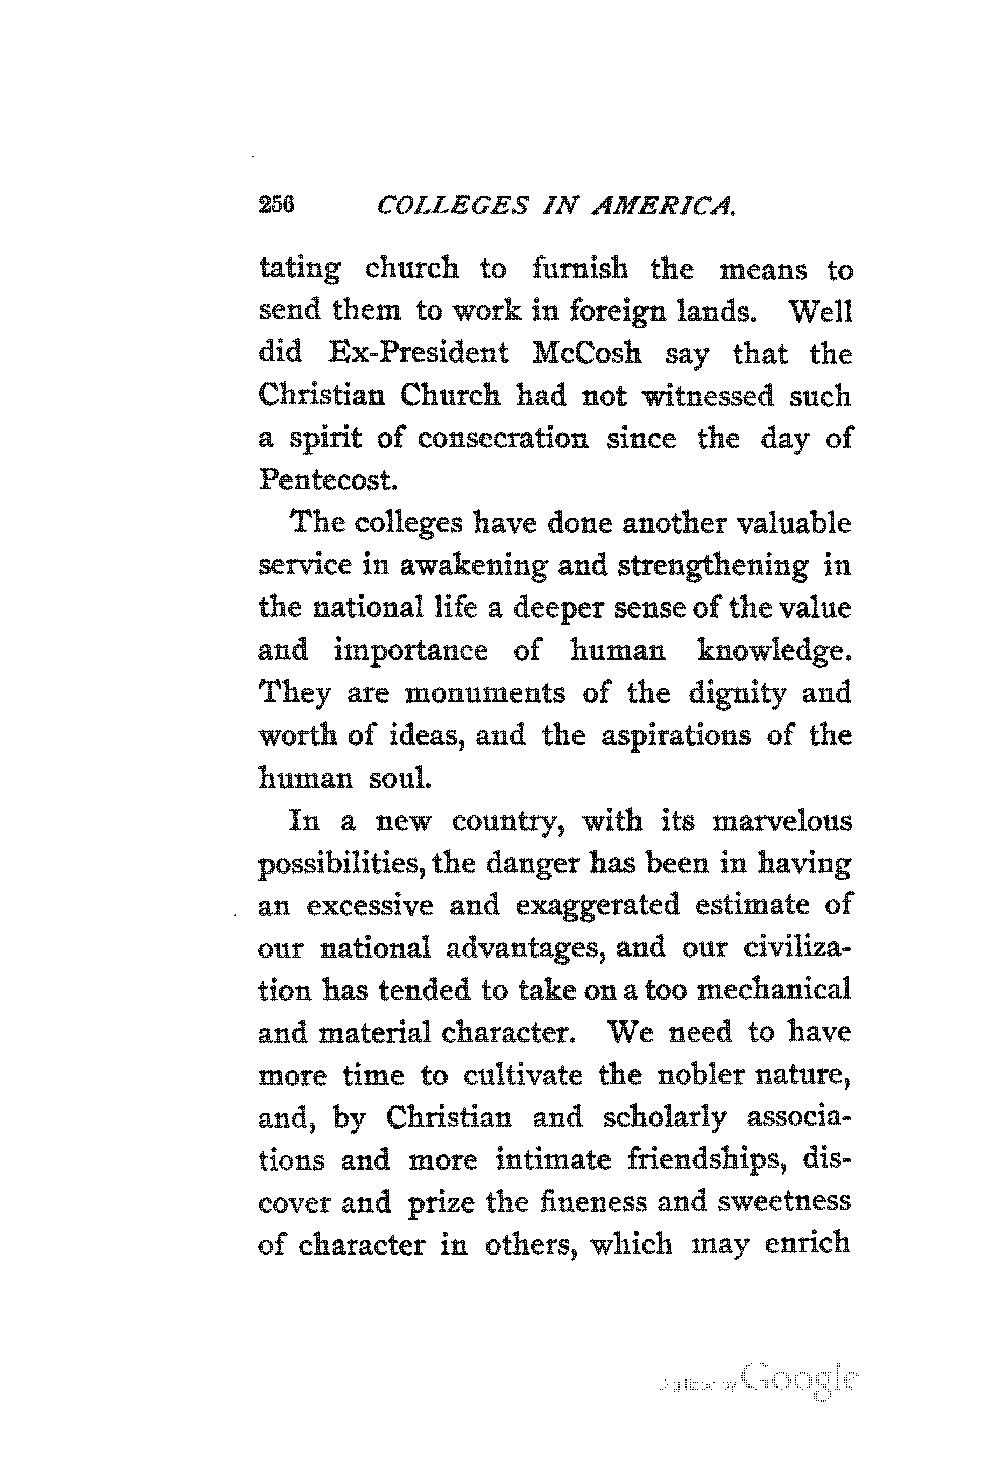 256 COLLEGES IN AMERICA.
tating church to furnish the means to
send them to work in foreign lands. Well
did Ex-President McCosh say that the
Christian Church had not witnessed such
a spirit of consecration since the day of
Pentecost.
The colleges have done another valuable
service in awakening and strengthening in
the national life a deeper sense of the value
and importance of human knowledge.
They are monuments of the dignity and
worth of ideas, and the aspirations of the
human soul.
In a new country, with its marvelous
possibilities, the danger has been in having
an excessive and exaggerated estimate of
our national advantages, and our civiliza-
tion has tended to take on a too mechanical
and material character. We need to have
more time to cultivate the nobler nature,
and, by Christian and scholarly associa-
tions and more intimate friendships, dis-
cover and prize the fineness and sweetness
of character in others, which may enrich
Digitized by Google